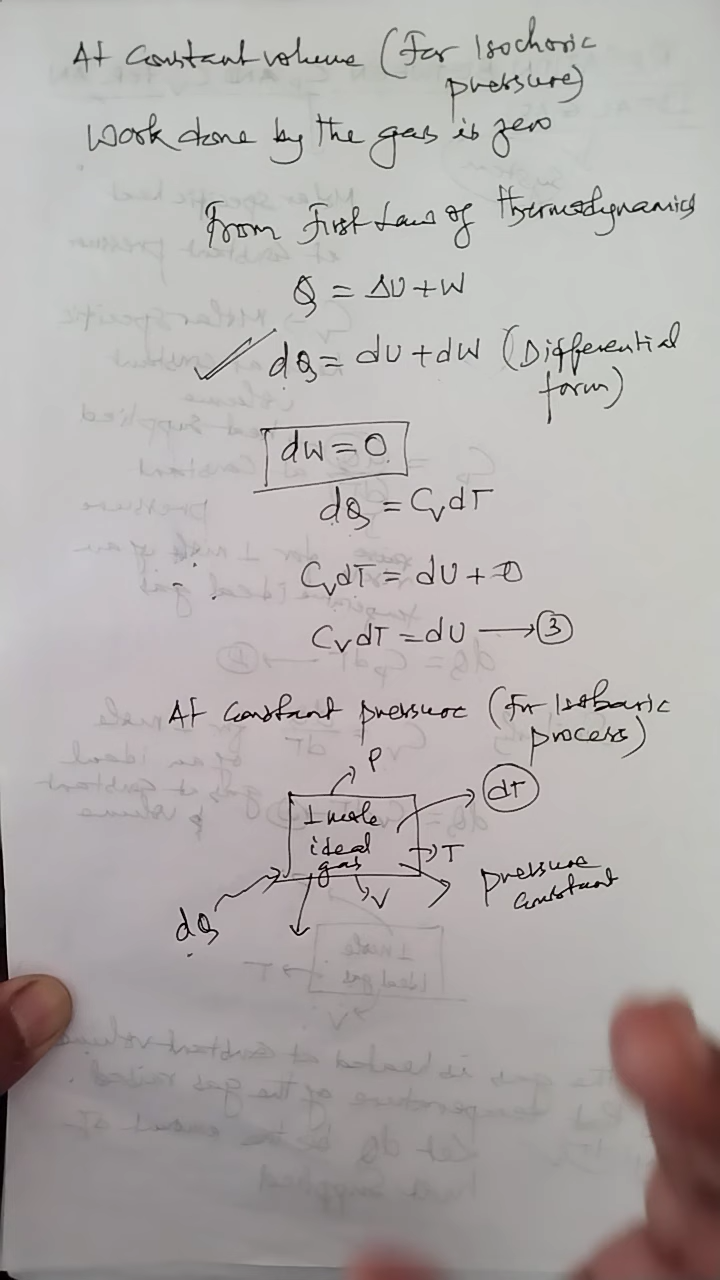 At constant volume (For Isochoric
pressure)
Work done by the gas is zero
From First Law of thermodynamics
Q = ΔU + W
dQ = dU + dW (Differential
form)
dW = 0
dQ = CvdT
CvdT = dU + 0
CvdT = dU → ③
At constant pressure (For Isobaric
process)
P
dT
1 mole
ideal
gas
T
V
pressure
constant
dQ